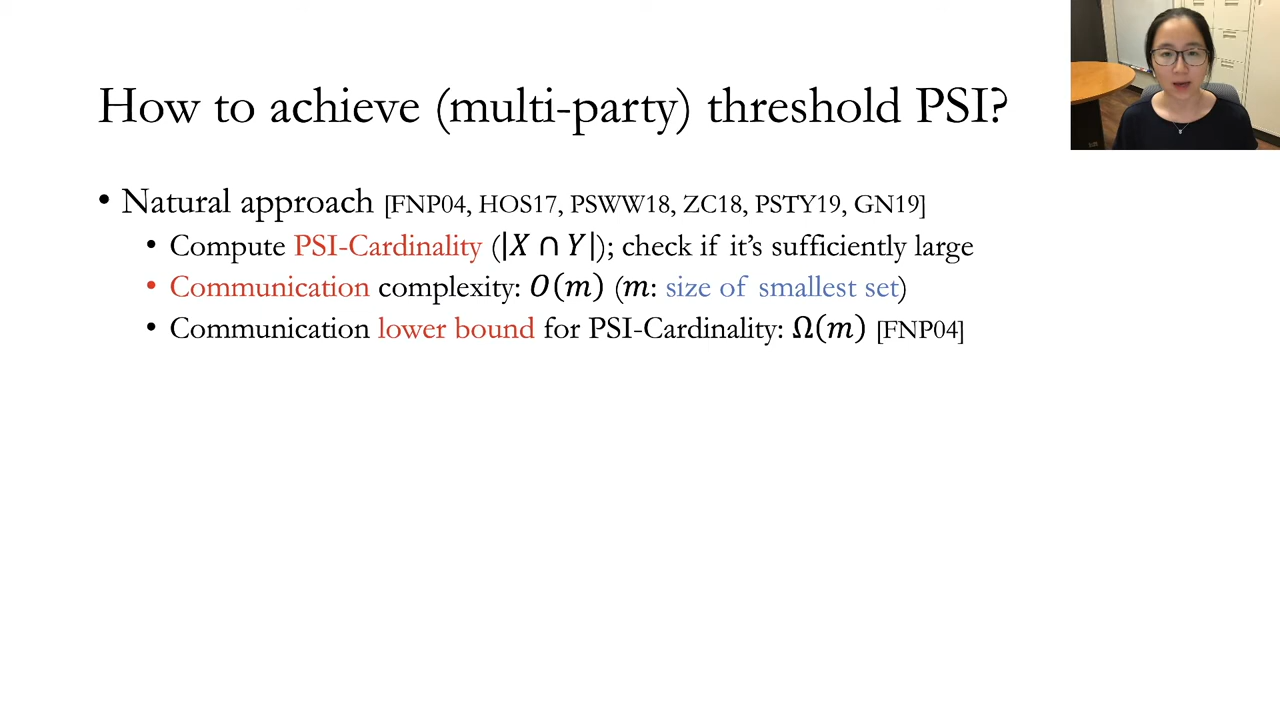 How to achieve (multi-party) threshold PSI?
• Natural approach [FNP04, HOS17, PSWW18, ZC18, PSTY19, GN19]
• Compute PSI-Cardinality (|X ∩ Y|); check if it's sufficiently large
• Communication complexity: O(m) (m: size of smallest set)
• Communication lower bound for PSI-Cardinality: Ω(m) [FNP04]